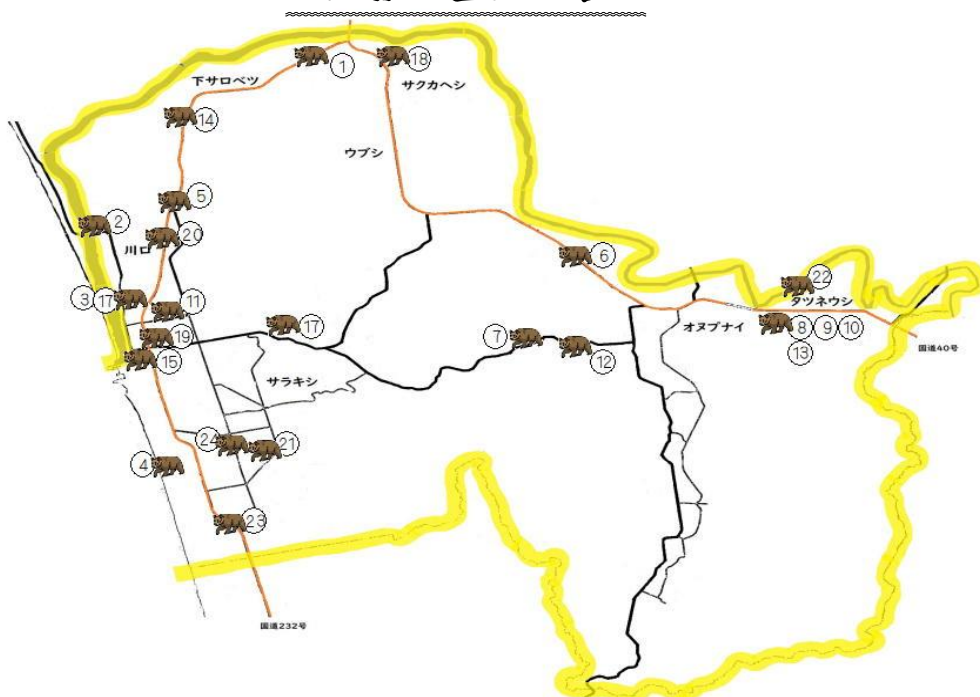 ①
⑱
下サロベツ
サクカヘシ
⑭
ウブシ
⑤
②
⑳
川口
⑥
㉒
③
⑰
⑪
タツネウシ
⑰
オヌプナイ
⑧ ⑨ ⑩
⑲
⑦
国道40号
⑮
⑫
⑬
サラキシ
㉔
㉑
④
㉓
国道232号